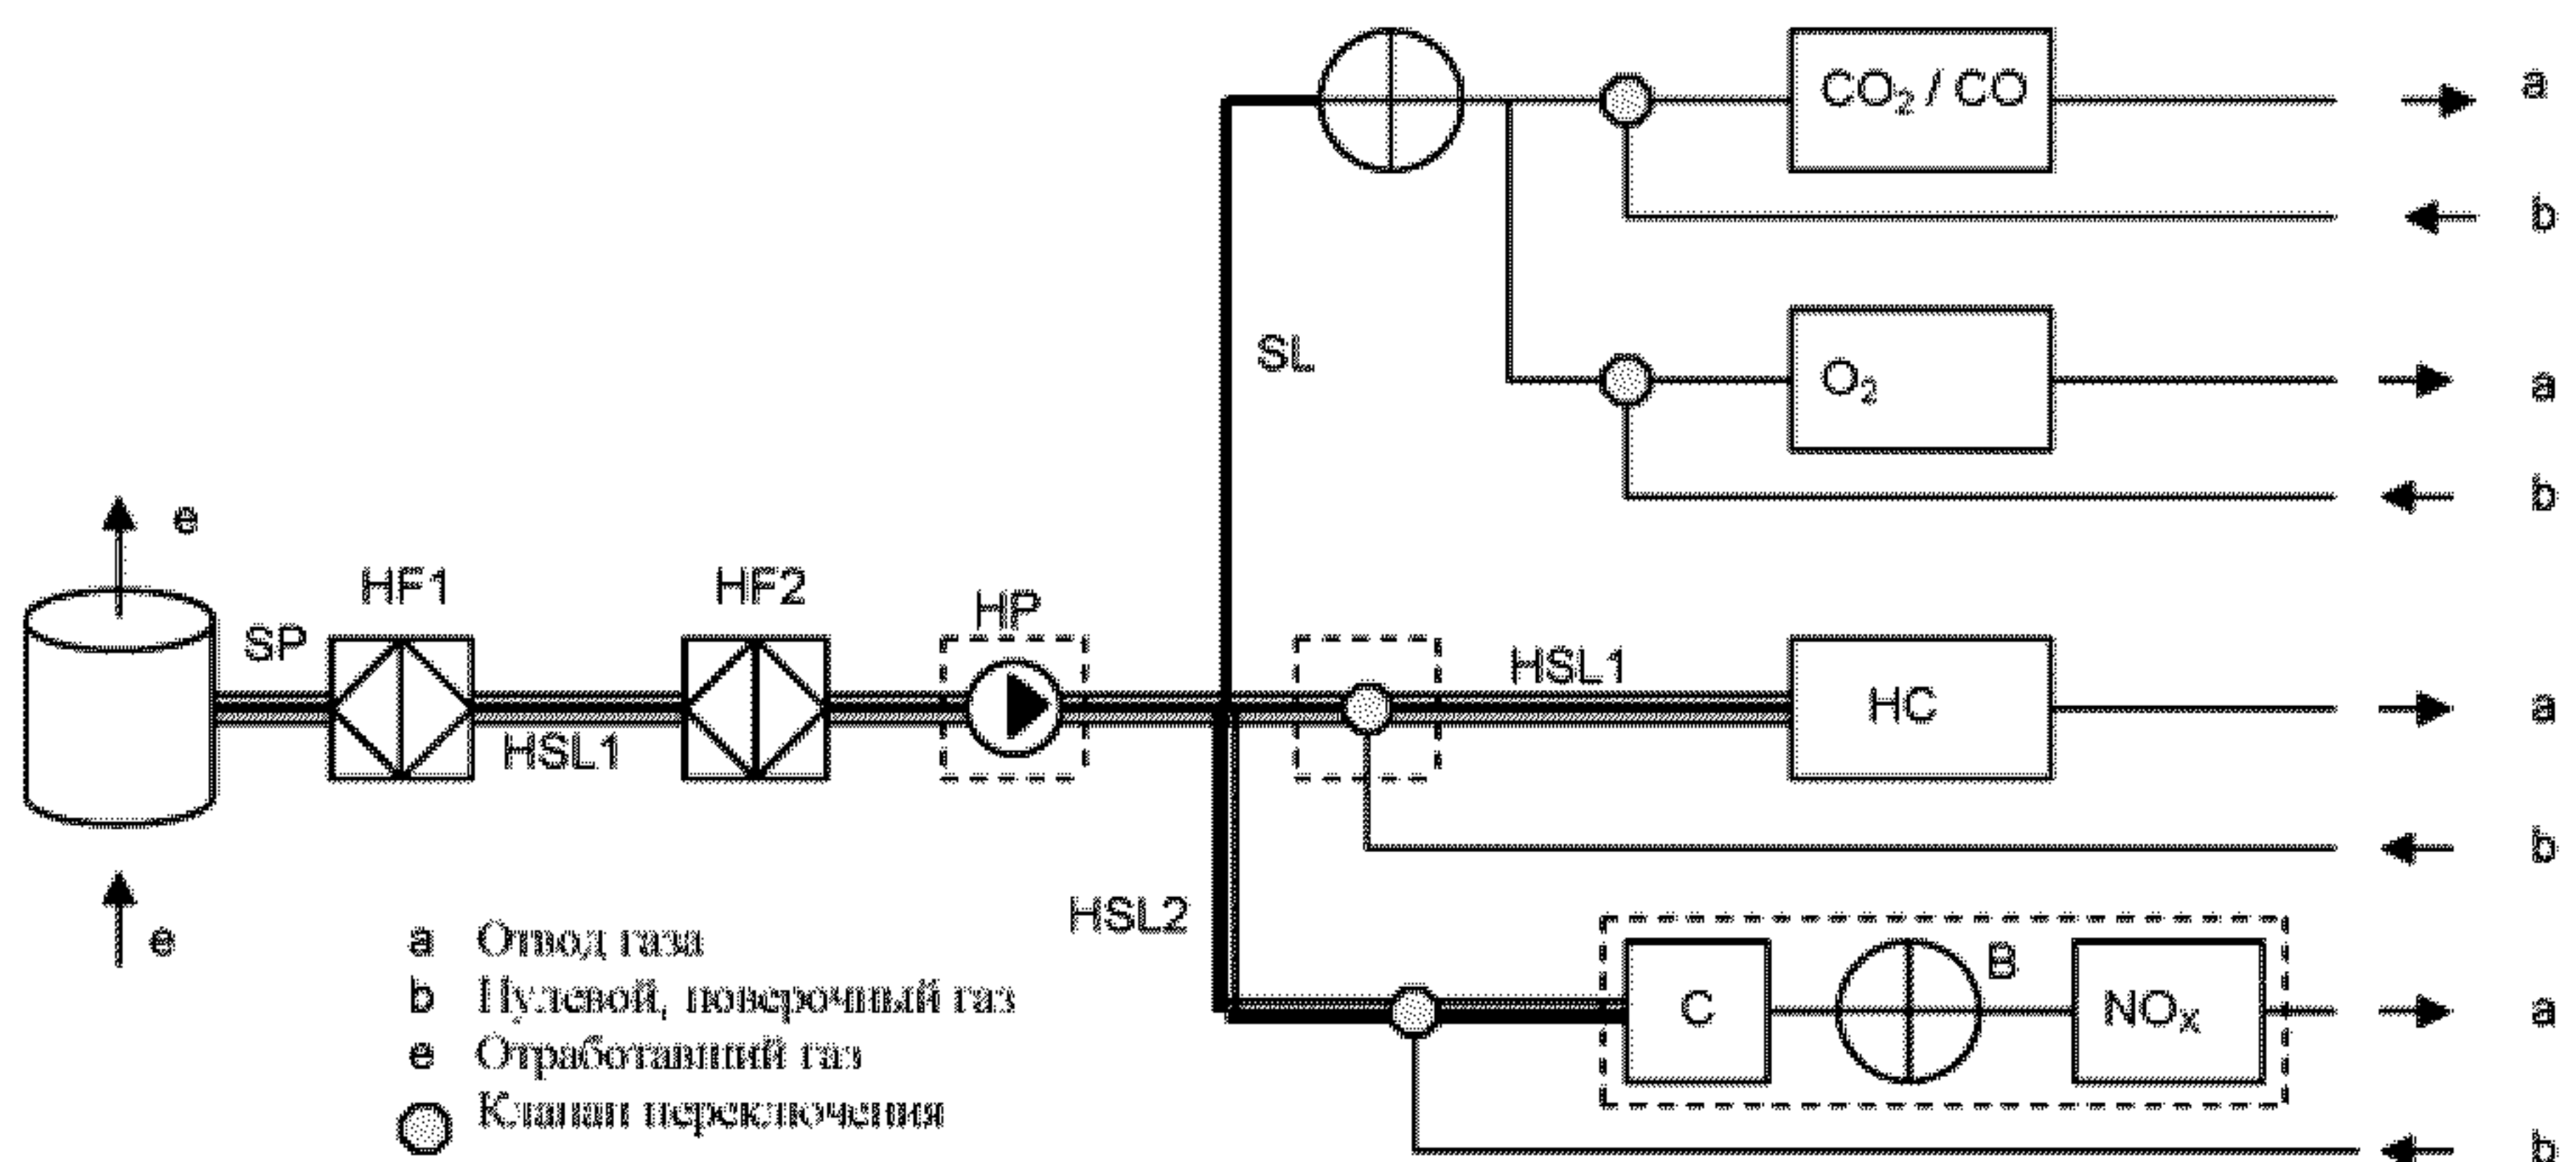 CO₂ / CO
a
b
SL
O₂
a
b
e
HF1
HF2
HP
SP
HSL1
HSL1
HC
a
b
HSL2
e
C
B
NOₓ
a
b
a Отвод газа
b Нулевой, поверочный газ
e Отработавший газ
Клапан переключения